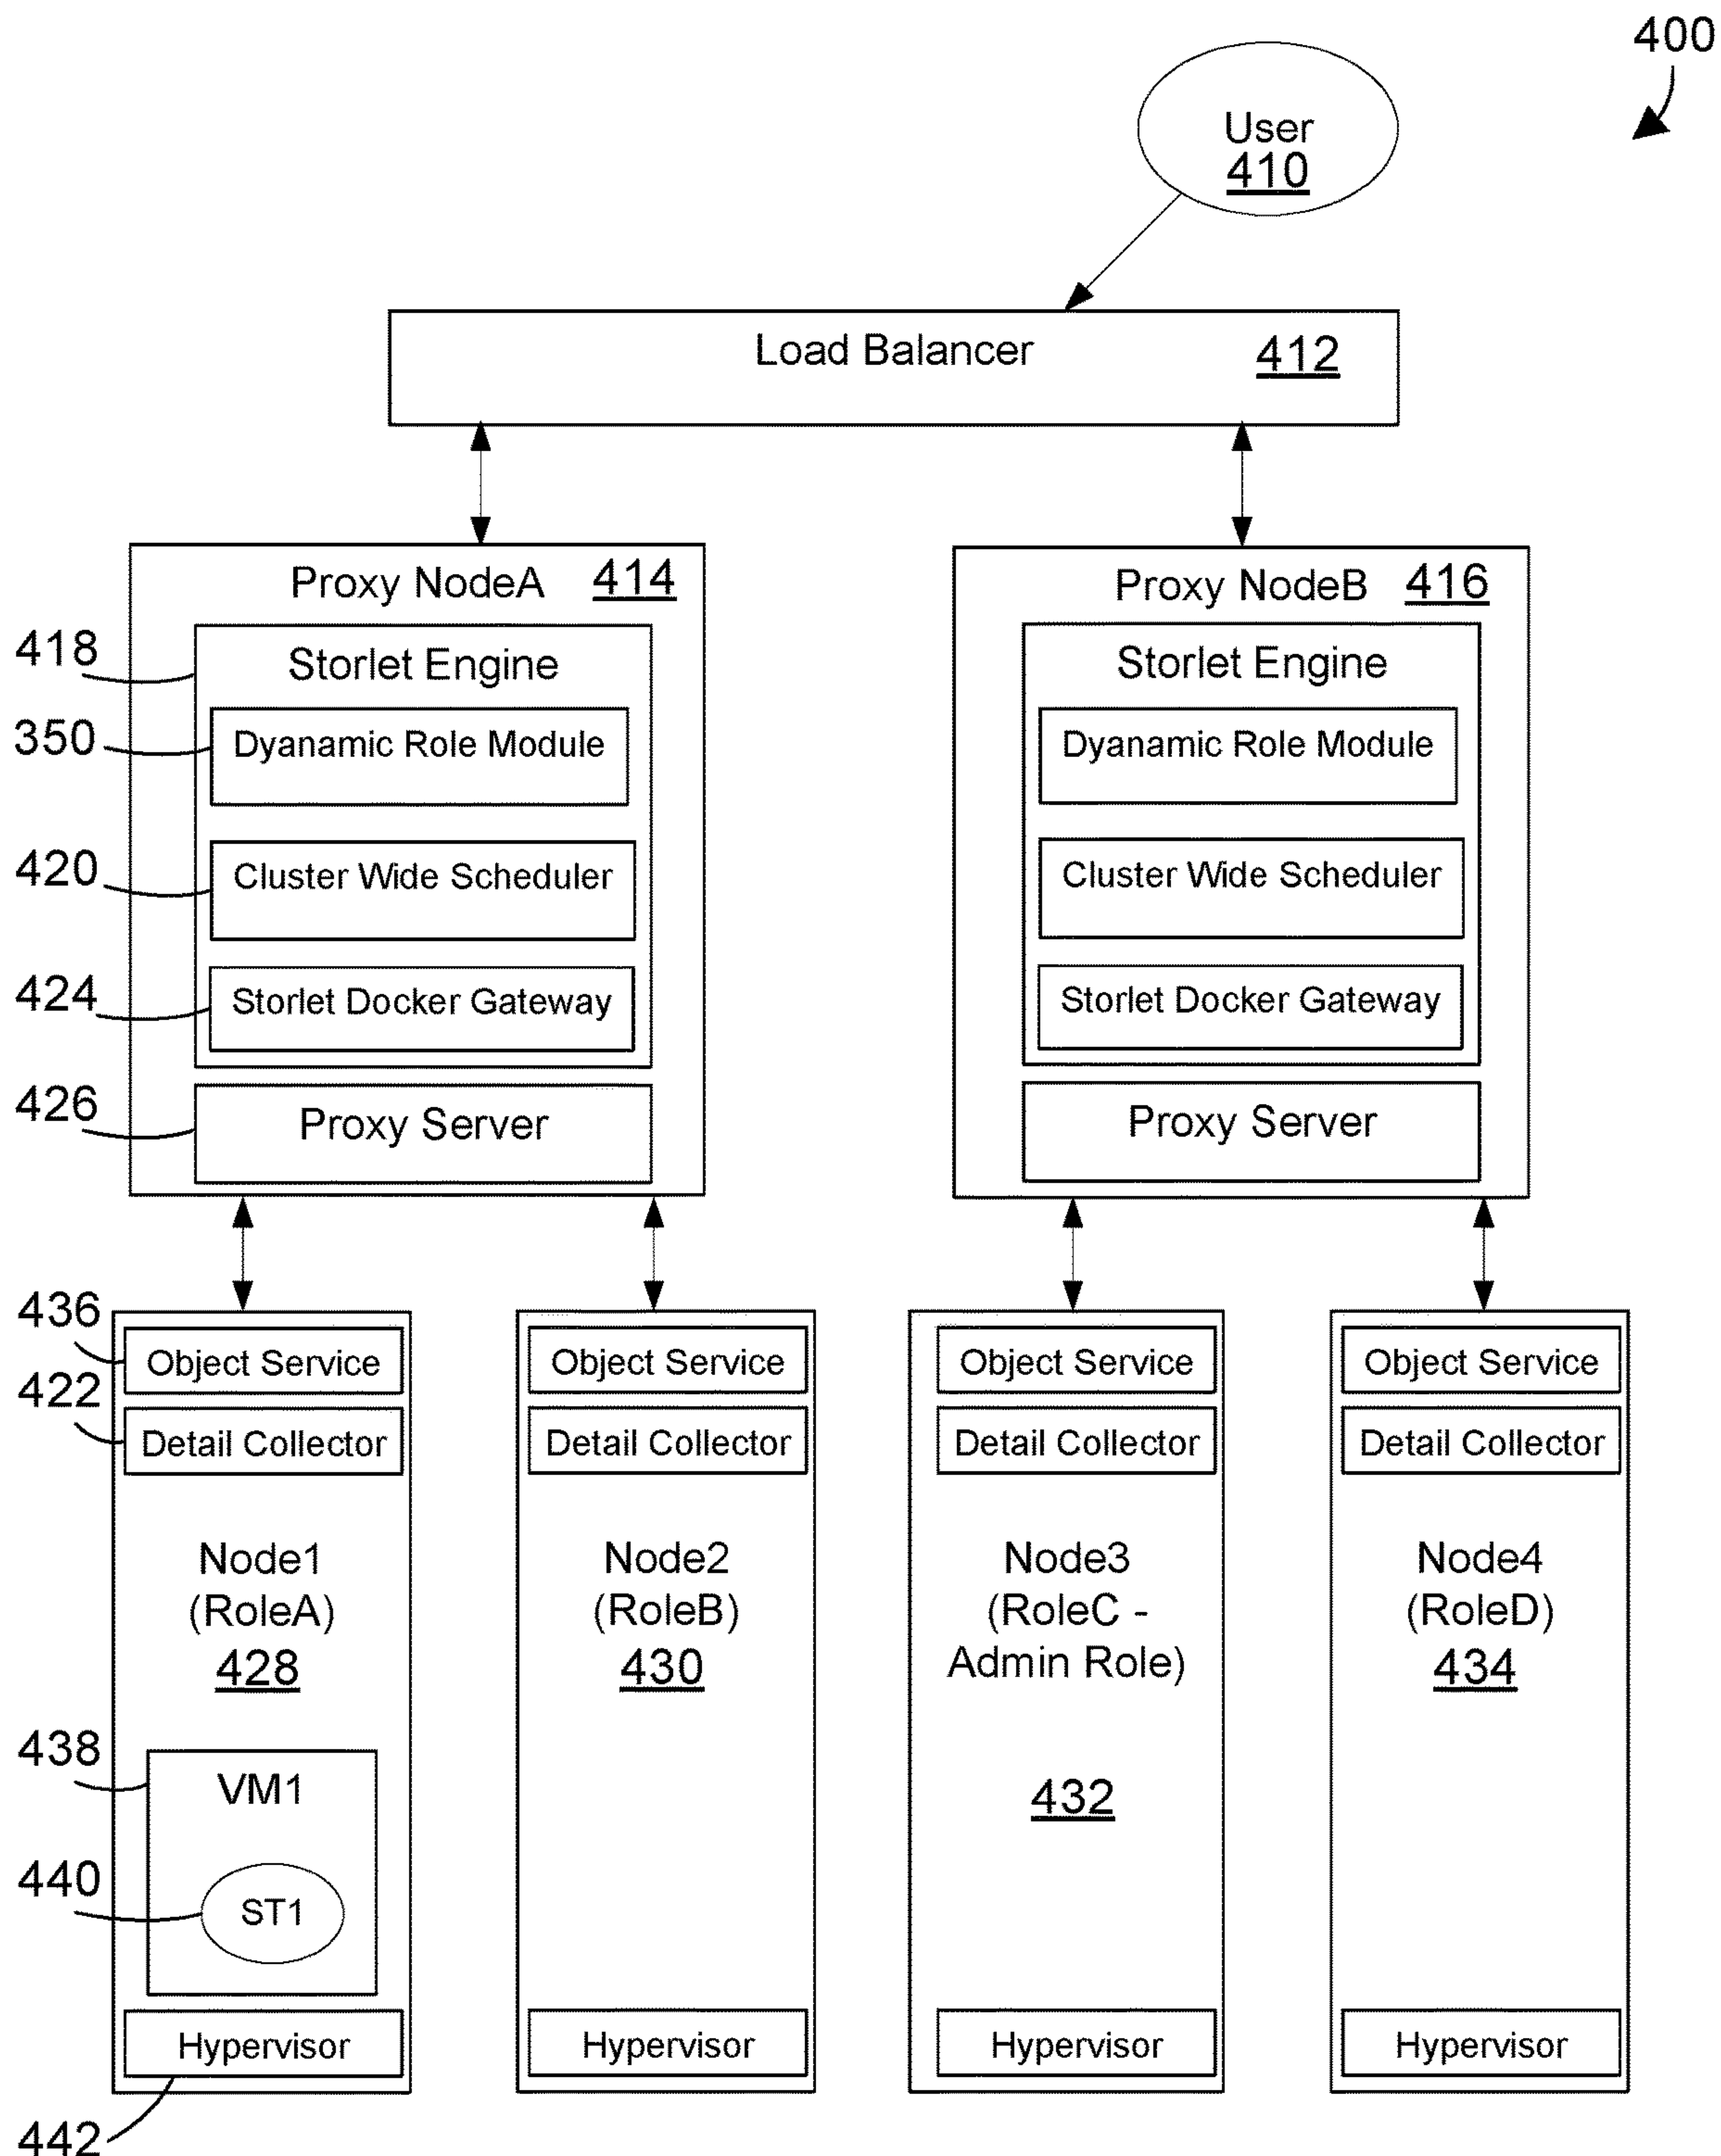 400
User
410
Load Balancer 412
Proxy NodeA 414
418
Storlet Engine
350
Dyanamic Role Module
420
Cluster Wide Scheduler
424
Storlet Docker Gateway
426
Proxy Server
Proxy NodeB 416
Storlet Engine
Dyanamic Role Module
Cluster Wide Scheduler
Storlet Docker Gateway
Proxy Server
436
Object Service
422
Detail Collector
Node1
(RoleA)
428
438
VM1
440
ST1
Hypervisor
442
Object Service
Detail Collector
Node2
(RoleB)
430
Hypervisor
Object Service
Detail Collector
Node3
(RoleC -
Admin Role)
432
Hypervisor
Object Service
Detail Collector
Node4
(RoleD)
434
Hypervisor